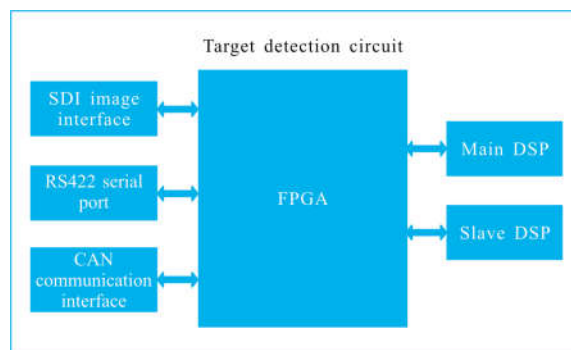 Target detection circuit
SDI image
interface
RS422 serial
port
CAN
communication
interface
FPGA
Main DSP
Slave DSP